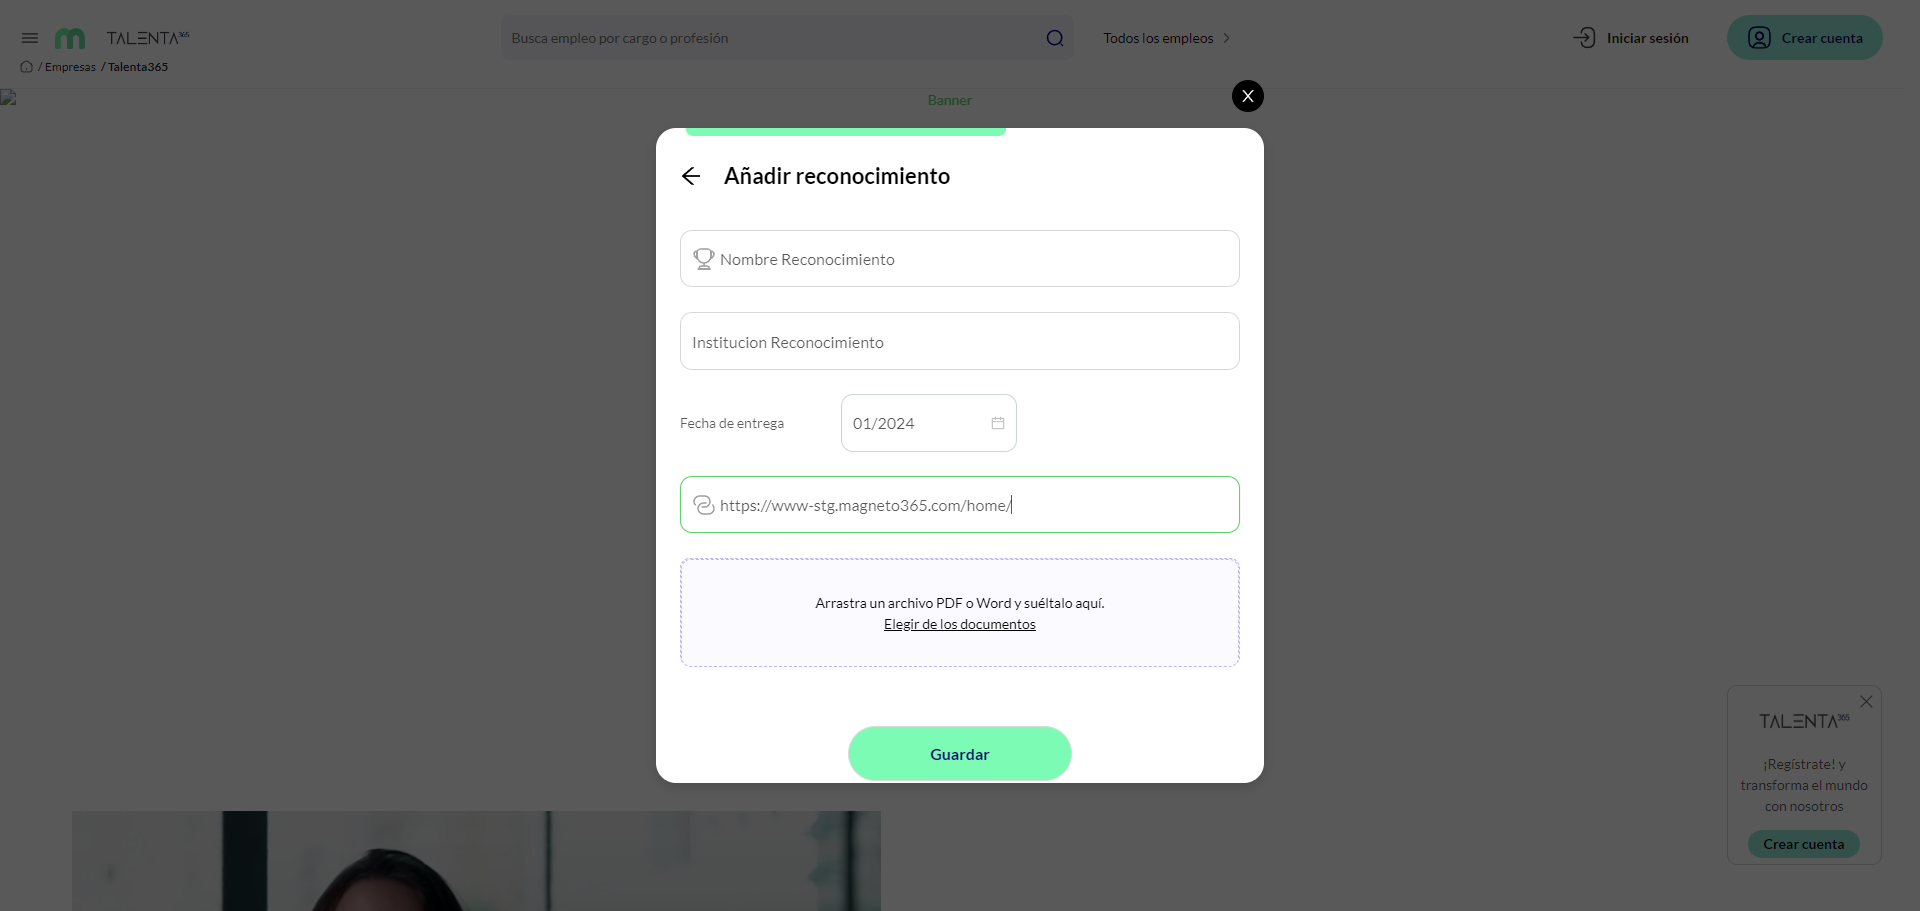 TALENTA365
Busca empleo por cargo o profesión
Todos los empleos
Iniciar sesión
Crear cuenta
/ Empresas / Talenta365
Banner
X
Añadir reconocimiento
Nombre Reconocimiento
Institucion Reconocimiento
Fecha de entrega
01/2024
https://www-stg.magneto365.com/home/
Arrastra un archivo PDF o Word y suéltalo aquí.
Elegir de los documentos
Guardar
TALENTA365
¡Regístrate! y
transforma el mundo
con nosotros
Crear cuenta